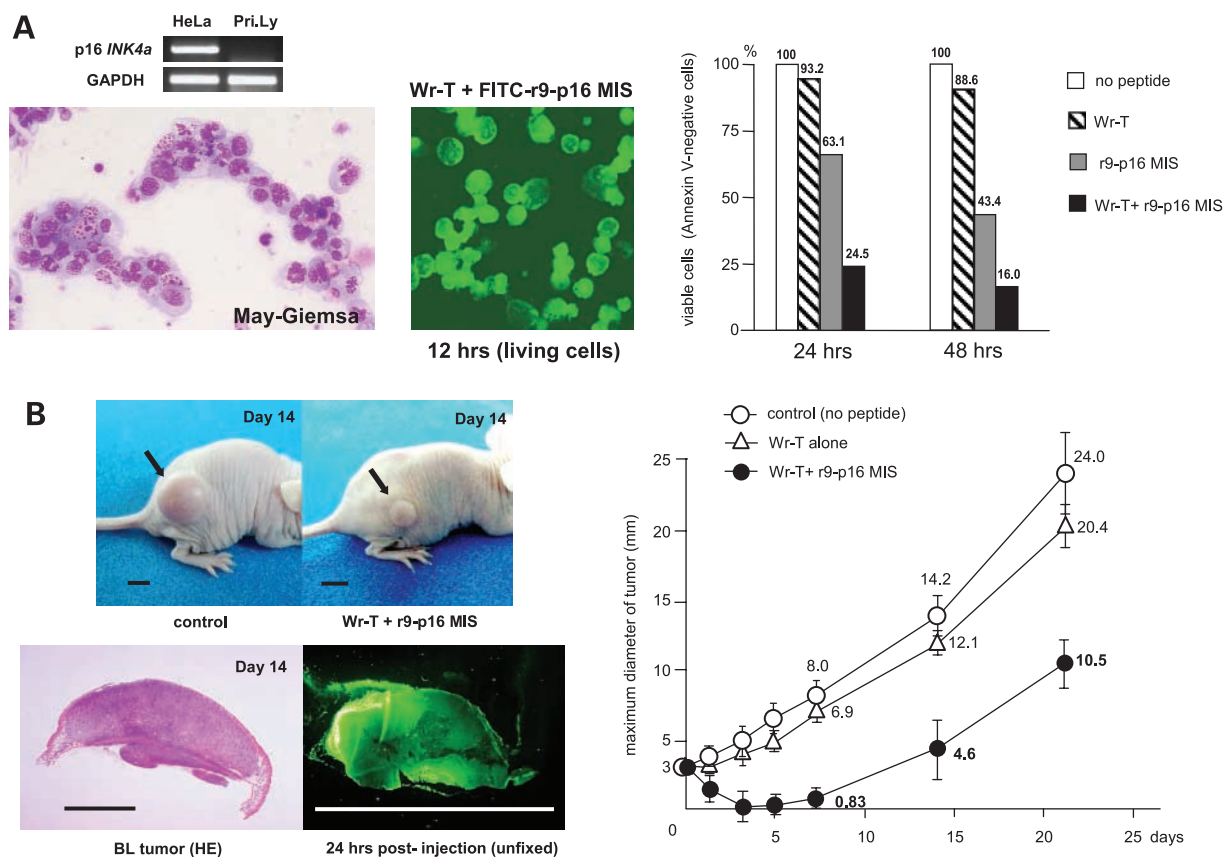 A
HeLa Pri.Ly
p16 INK4a
GAPDH
May-Giemsa
Wr-T + FITC-r9-p16 MIS
12 hrs (living cells)
%
viable cells (Annexin V-negative cells)
100
75
50
25
0
100
93.2
63.1
24.5
100
88.6
43.4
16.0
24 hrs
48 hrs
no peptide
Wr-T
r9-p16 MIS
Wr-T+ r9-p16 MIS
B
Day 14
Day 14
control
Wr-T + r9-p16 MIS
Day 14
BL tumor (HE)
24 hrs post- injection (unfixed)
control (no peptide)
Wr-T alone
Wr-T+ r9-p16 MIS
maximum diameter of tumor (mm)
25
20
15
10
5
3
0
5
10
15
20
25
days
8.0
14.2
24.0
6.9
12.1
20.4
0.83
4.6
10.5